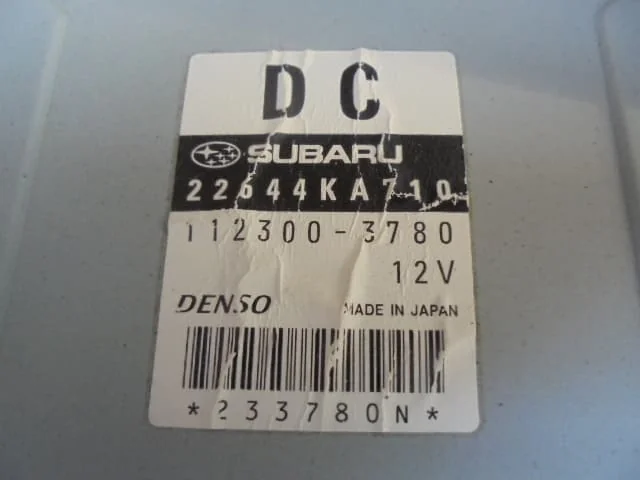 DC
SUBARU
22644KA710
112300-3780
12V
DENSO MADE IN JAPAN
*233780N*